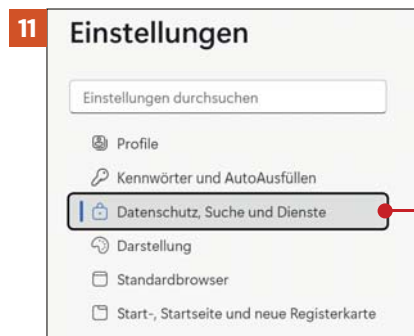 11
Einstellungen
Einstellungen durchsuchen
Profile
Kennwörter und AutoAusfüllen
Datenschutz, Suche und Dienste
Darstellung
Standardbrowser
Start-, Startseite und neue Registerkarte